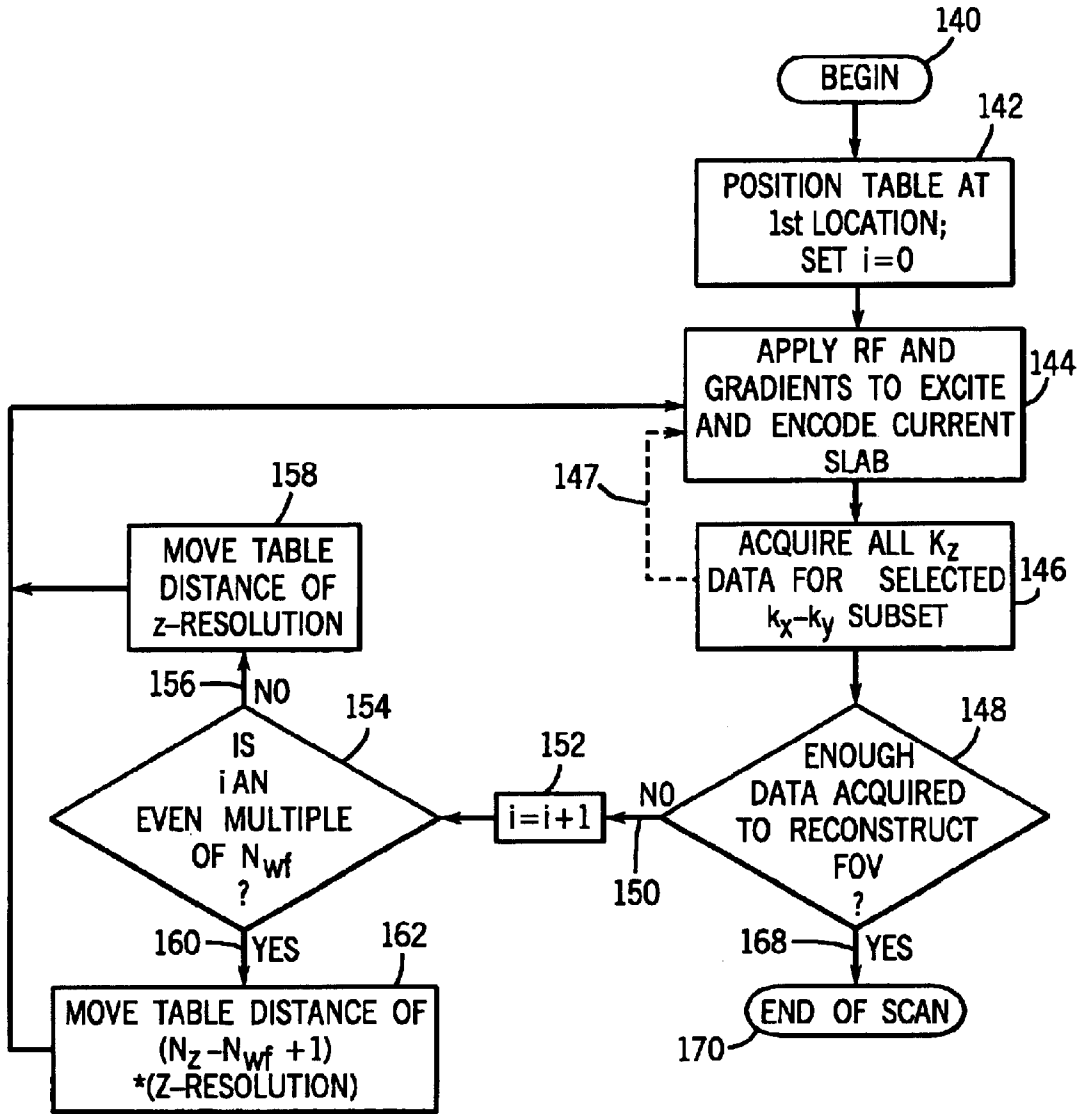 140
BEGIN
142
POSITION TABLE AT
1st LOCATION;
SET i=0
APPLY RF AND
GRADIENTS TO EXCITE
AND ENCODE CURRENT
SLAB
144
147
ACQUIRE ALL Kz
DATA FOR SELECTED
kx-ky SUBSET
146
158
MOVE TABLE
DISTANCE OF
z-RESOLUTION
156
NO
154
IS
i AN
EVEN MULTIPLE
OF Nwf
?
152
i=i+1
NO
150
148
ENOUGH
DATA ACQUIRED
TO RECONSTRUCT
FOV
?
160
YES
162
MOVE TABLE DISTANCE OF
(Nz-Nwf+1)
*(Z-RESOLUTION)
168
YES
END OF SCAN
170